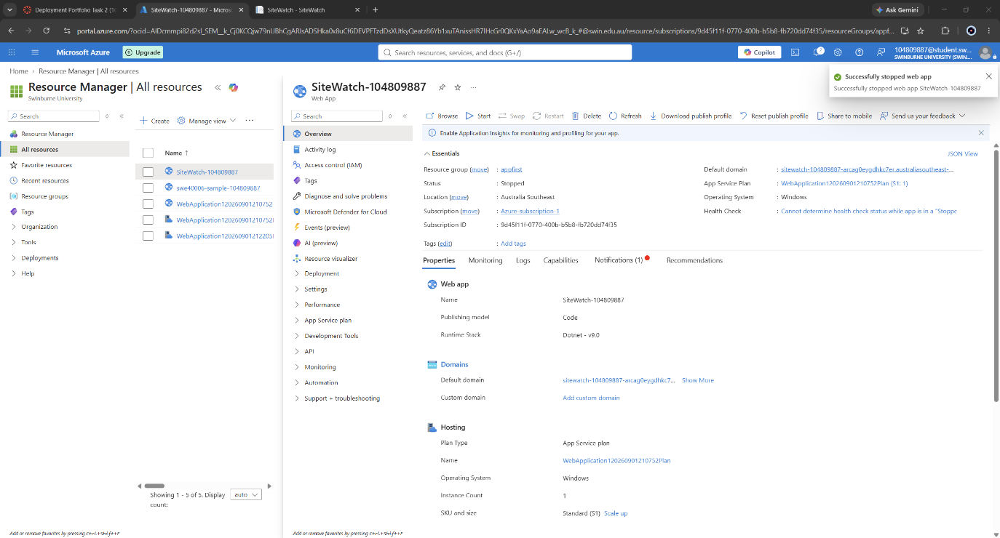 Deployment Portfolio Task 2 (10
SiteWatch-104809887 - Microso
SiteWatch - SiteWatch
Ask Gemini
portal.azure.com/?ocid=AIDcmmpi82d2sl_SEM__k_Cj0KCQjw79nUBhCgARIsADSHka0x8uCf6DEVPFTzdDsXUtkyQeatz86Yb1xuTAnissHR7IHcGr0QKxYaAo9aEALw_wcB_k_#@swin.edu.au/resource/subscriptions/9d45f11f-0770-400b-b5b8-fb720dd74f35/resourceGroups/appf...
Microsoft Azure
Upgrade
Search resources, services, and docs (G+/)
Copilot
2
104809887@student.sw...
SWINBURNE UNIVERSITY (SWIN....
Home > Resource Manager | All resources
Successfully stopped web app
Successfully stopped web app SiteWatch-104809887
Resource Manager | All resources
Swinburne University
Search
Resource Manager
All resources
Favorite resources
Recent resources
Resource groups
Tags
Organization
Tools
Deployments
Help
Create
Manage view
Name ↑
SiteWatch-104809887
swe40006-sample-104809887
WebApplication120260901210752
WebApplication120260901210752
WebApplication120260901212205
Showing 1 - 5 of 5. Display count:
auto
Add or remove favorites by pressing Ctrl+Shift+F
SiteWatch-104809887
Web App
Search
Overview
Activity log
Access control (IAM)
Tags
Diagnose and solve problems
Microsoft Defender for Cloud
Events (preview)
AI (preview)
Resource visualizer
Deployment
Settings
Performance
App Service plan
Development Tools
API
Monitoring
Automation
Support + troubleshooting
Add or remove favorites by pressing Ctrl+Shift+F
Browse
Start
Swap
Restart
Delete
Refresh
Download publish profile
Reset publish profile
Share to mobile
Send us your feedback
Enable Application Insights for monitoring and profiling for your app.
Essentials
JSON View
Resource group (move) : appfirst
Status : Stopped
Location (move) : Australia Southeast
Subscription (move) : Azure-subscription-1
Subscription ID : 9d45f11f-0770-400b-b5b8-fb720dd74f35
Default domain : sitewatch-104809887-arcag0eygdhkc7er.australiasoutheast-...
App Service Plan : WebApplication120260901210752Plan (S1: 1)
Operating System : Windows
Health Check : Cannot determine health check status while app is in a "Stoppe
Tags (edit) : Add tags
Properties
Monitoring
Logs
Capabilities
Notifications (1)
Recommendations
Web app
Name SiteWatch-104809887
Publishing model Code
Runtime Stack Dotnet - v9.0
Domains
Default domain sitewatch-104809887-arcag0eygdhkc7... Show More
Custom domain Add custom domain
Hosting
Plan Type App Service plan
Name WebApplication120260901210752Plan
Operating System Windows
Instance Count 1
SKU and size Standard (S1) Scale up